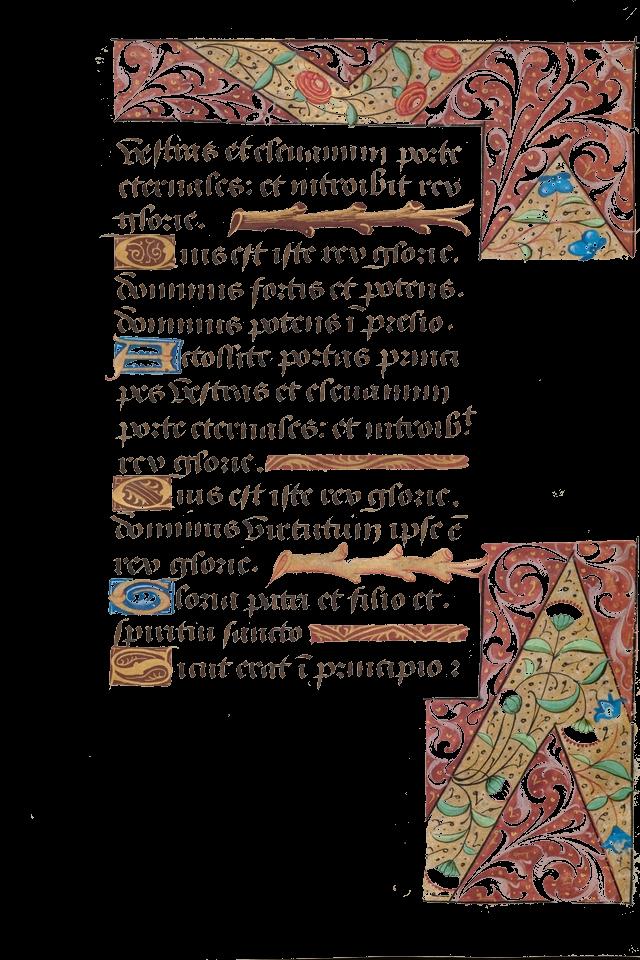 vestras et eleuamini porte
eternales: et introibit rex
glorie.
Quis est iste rex glorie.
dominus fortis et potens.
dominus potens ī prelio.
Attollite portas princi
pes vestras et eleuamini
porte eternales: et introibt
rex glorie.
Quis est iste rex glorie.
dominus virtutum ipse ē
rex glorie.
Gloria patri et filio et.
spiritui sancto
Sicut erat ī principio ⁊